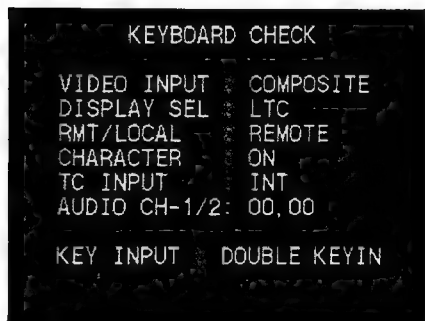 KEYBOARD CHECK
VIDEO INPUT : COMPOSITE
DISPLAY SEL : LTC
RMT/LOCAL : REMOTE
CHARACTER : ON
TC INPUT : INT
AUDIO CH-1/2: 00,00
KEY INPUT : DOUBLE KEYIN